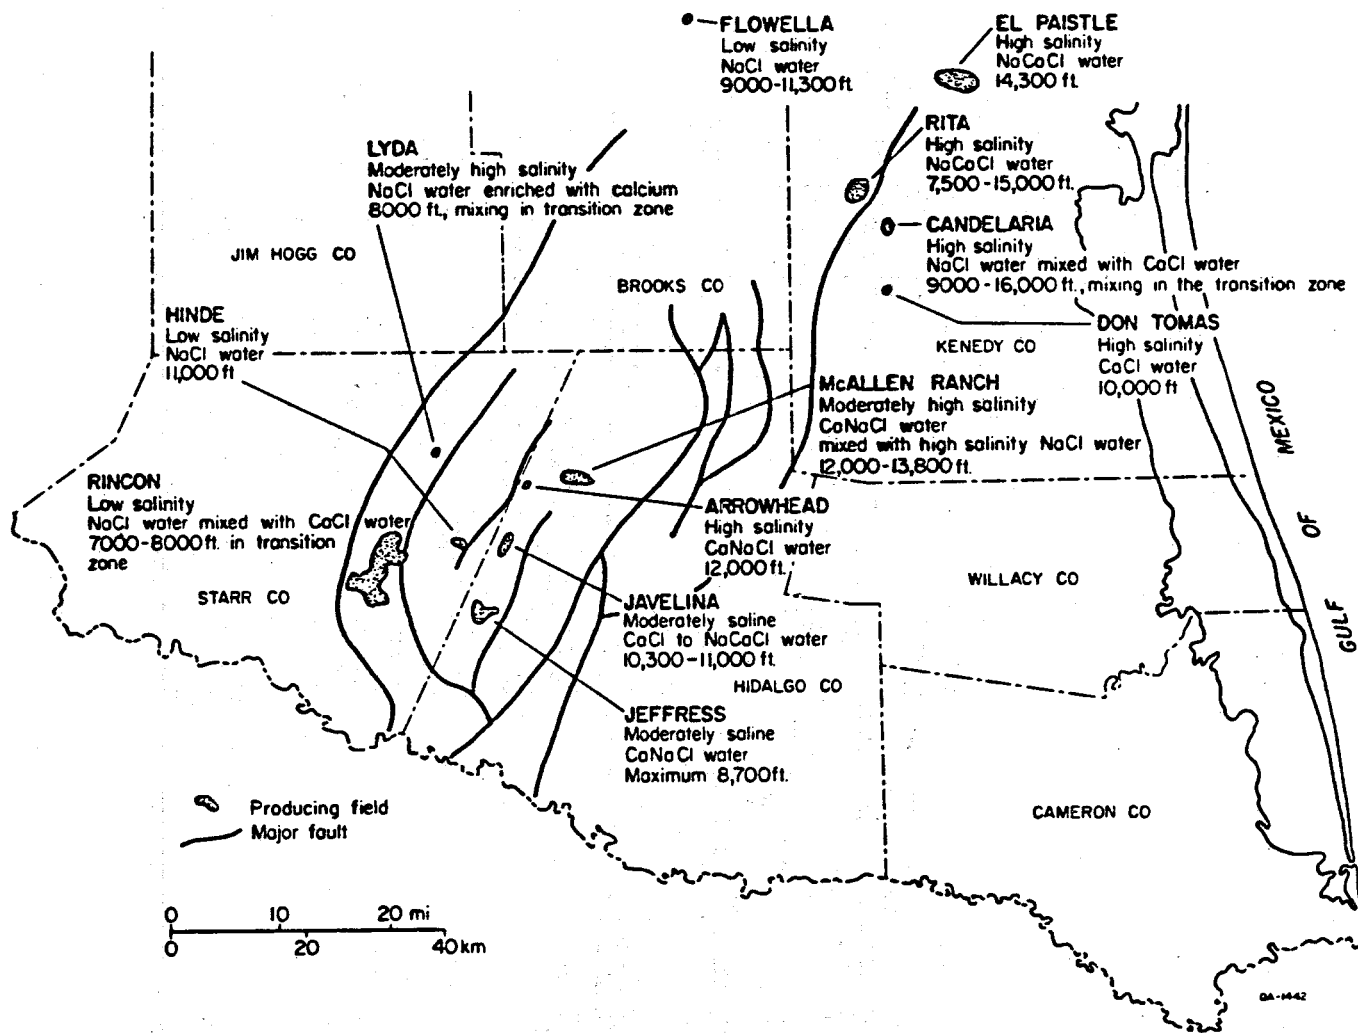 FLOWELLA
Low salinity
NaCl water
9000-11,300 ft.
EL PAISTLE
High salinity
NaCaCl water
14,300 ft.
RITA
High salinity
NaCaCl water
7,500-15,000 ft.
LYDA
Moderately high salinity
NaCl water enriched with calcium
8000 ft., mixing in transition zone
CANDELARIA
High salinity
NaCl water mixed with CaCl water
9000-16,000 ft., mixing in the transition zone
JIM HOGG CO
BROOKS CO
HINDE
Low salinity
NaCl water
11,000 ft
DON TOMAS
High salinity
CaCl water
10,000 ft
KENEDY CO
McALLEN RANCH
Moderately high salinity
CaNaCl water
mixed with high salinity NaCl water
12,000-13,800 ft.
RINCON
Low salinity
NaCl water mixed with CaCl water
7000-8000 ft. in transition
zone
ARROWHEAD
High salinity
CaNaCl water
12,000 ft.
GULF OF MEXICO
STARR CO
WILLACY CO
JAVELINA
Moderately saline
CaCl to NaCaCl water
10,300-11,000 ft.
HIDALGO CO
JEFFRESS
Moderately saline
CaNaCl water
Maximum 8,700 ft.
CAMERON CO
Producing field
Major fault
0 10 20 mi
0 20 40 km
QA-1442